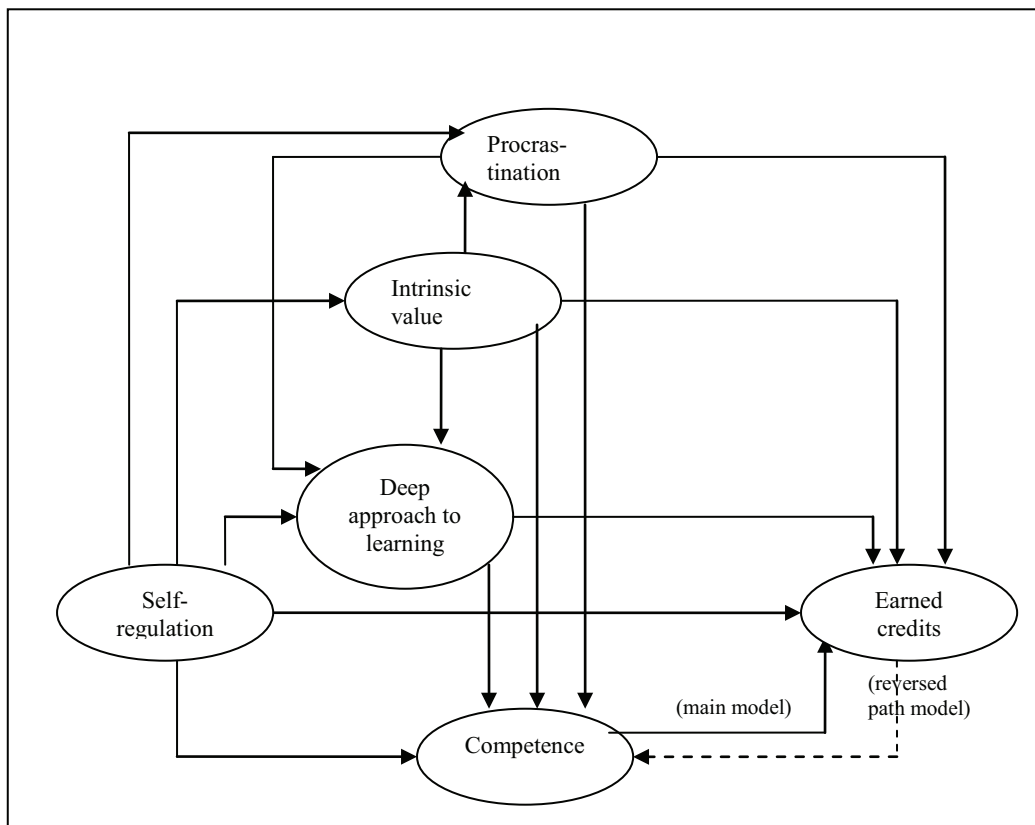 Procras-
tination
Intrinsic
value
Deep
approach to
learning
Self-
regulation
Earned
credits
(main model)
(reversed
path model)
Competence